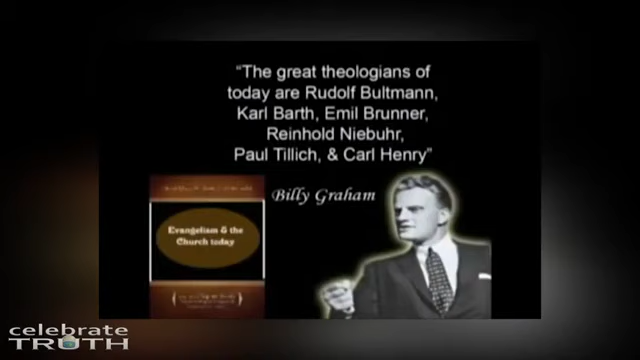 “The great theologians of
today are Rudolf Bultmann,
Karl Barth, Emil Brunner,
Reinhold Niebuhr,
Paul Tillich, & Carl Henry”
Billy Graham
Evangelism & the
Church today
celebrate
TRUTH